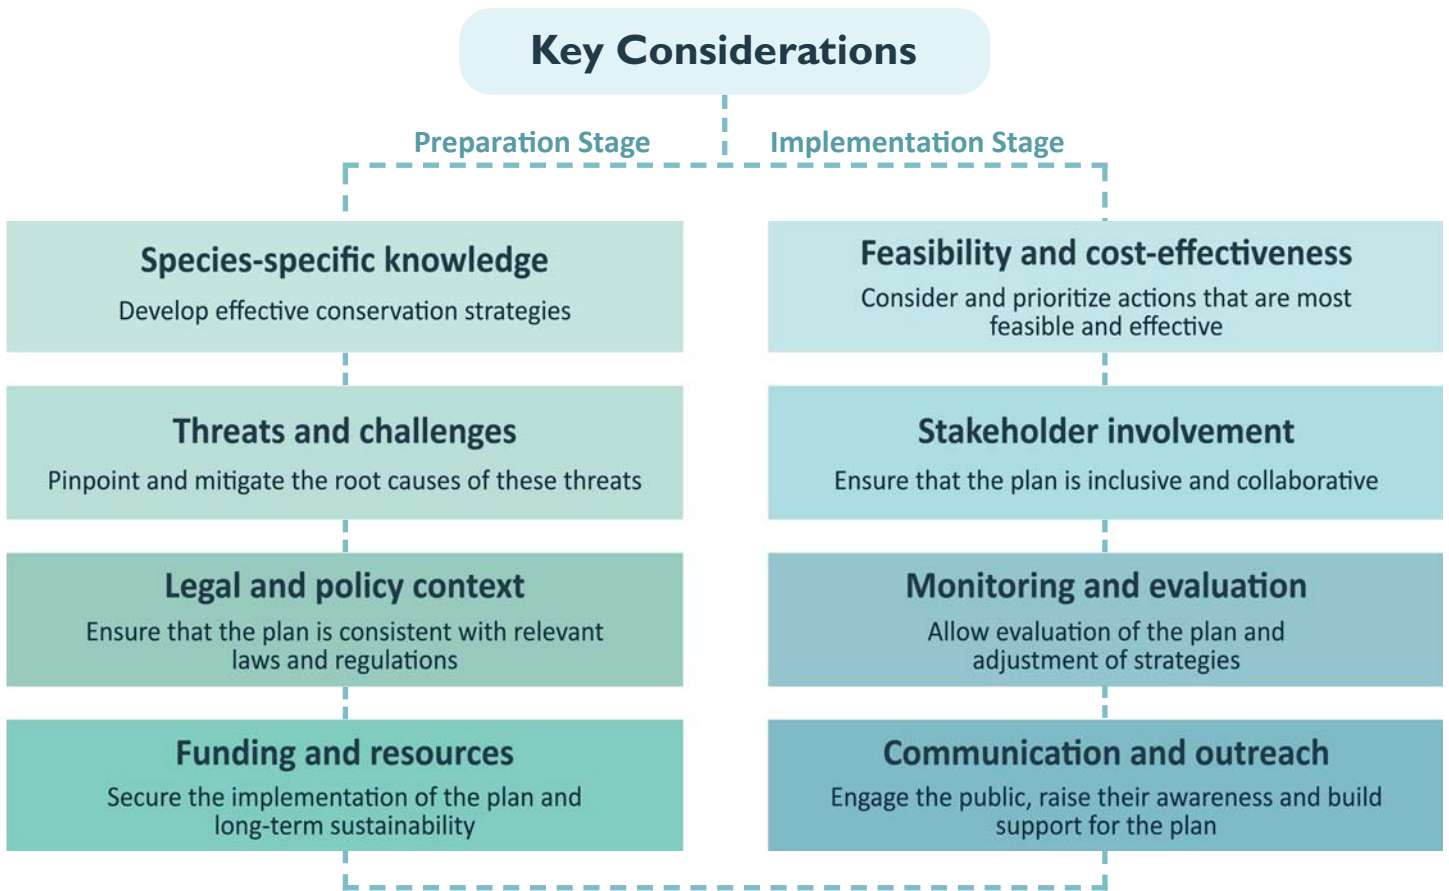 Key Considerations
Preparation Stage
Implementation Stage
Species-specific knowledge
Develop effective conservation strategies
Threats and challenges
Pinpoint and mitigate the root causes of these threats
Legal and policy context
Ensure that the plan is consistent with relevant
laws and regulations
Funding and resources
Secure the implementation of the plan and
long-term sustainability
Feasibility and cost-effectiveness
Consider and prioritize actions that are most
feasible and effective
Stakeholder involvement
Ensure that the plan is inclusive and collaborative
Monitoring and evaluation
Allow evaluation of the plan and
adjustment of strategies
Communication and outreach
Engage the public, raise their awareness and build
support for the plan